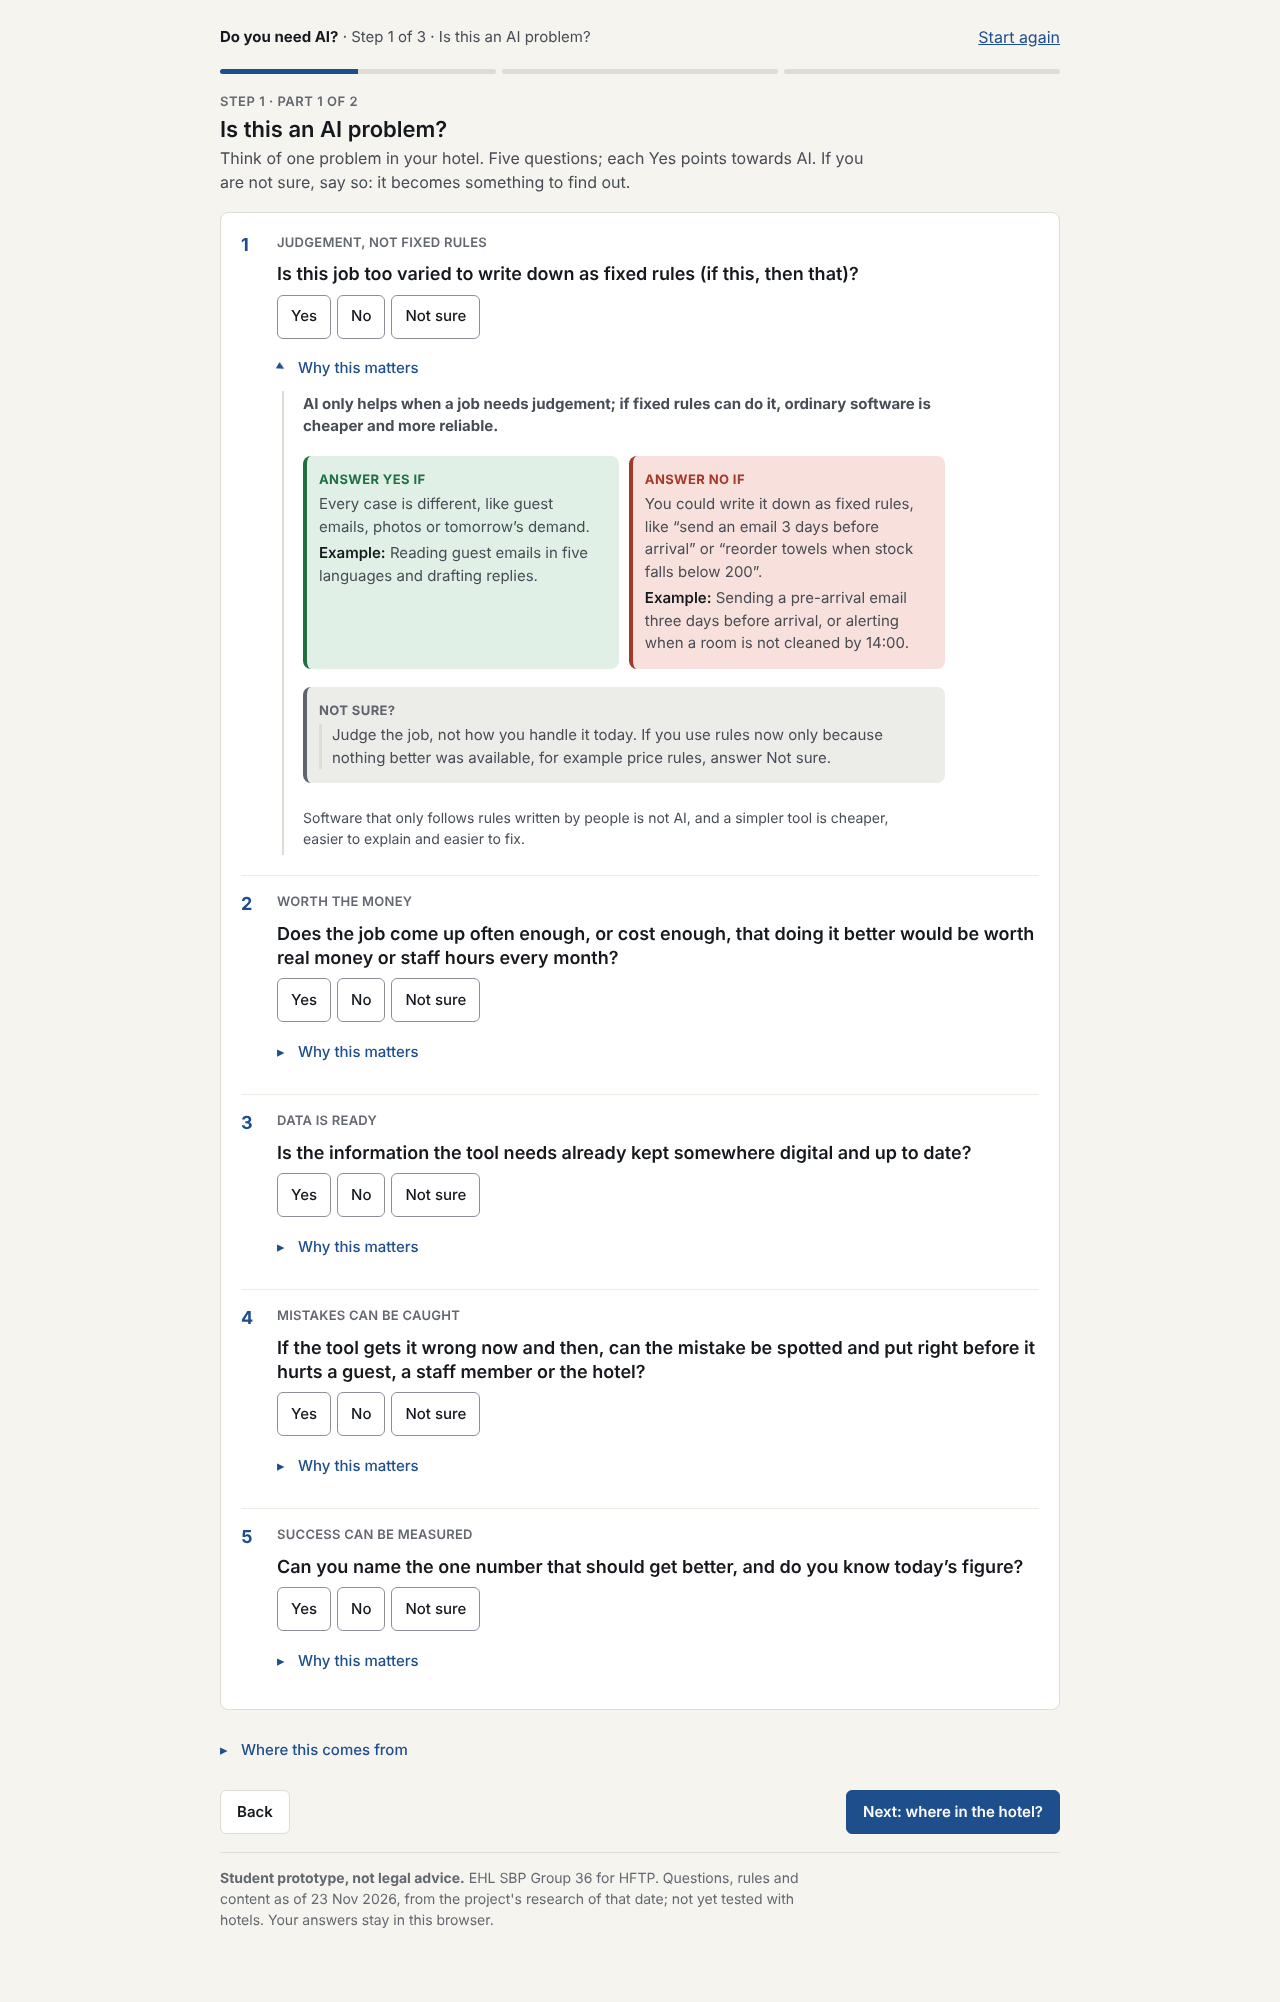 Do you need AI? · Step 1 of 3 · Is this an AI problem?
Start again
STEP 1 · PART 1 OF 2
Is this an AI problem?
Think of one problem in your hotel. Five questions; each Yes points towards AI. If you
are not sure, say so: it becomes something to find out.
1
JUDGEMENT, NOT FIXED RULES
Is this job too varied to write down as fixed rules (if this, then that)?
Yes
No
Not sure
Why this matters
AI only helps when a job needs judgement; if fixed rules can do it, ordinary software is
cheaper and more reliable.
ANSWER YES IF
Every case is different, like guest
emails, photos or tomorrow’s demand.
Example: Reading guest emails in five
languages and drafting replies.
ANSWER NO IF
You could write it down as fixed rules,
like “send an email 3 days before
arrival” or “reorder towels when stock
falls below 200”.
Example: Sending a pre-arrival email
three days before arrival, or alerting
when a room is not cleaned by 14:00.
NOT SURE?
Judge the job, not how you handle it today. If you use rules now only because
nothing better was available, for example price rules, answer Not sure.
Software that only follows rules written by people is not AI, and a simpler tool is cheaper,
easier to explain and easier to fix.
2
WORTH THE MONEY
Does the job come up often enough, or cost enough, that doing it better would be worth
real money or staff hours every month?
Yes
No
Not sure
Why this matters
3
DATA IS READY
Is the information the tool needs already kept somewhere digital and up to date?
Yes
No
Not sure
Why this matters
4
MISTAKES CAN BE CAUGHT
If the tool gets it wrong now and then, can the mistake be spotted and put right before it
hurts a guest, a staff member or the hotel?
Yes
No
Not sure
Why this matters
5
SUCCESS CAN BE MEASURED
Can you name the one number that should get better, and do you know today’s figure?
Yes
No
Not sure
Why this matters
Where this comes from
Back
Next: where in the hotel?
Student prototype, not legal advice. EHL SBP Group 36 for HFTP. Questions, rules and
content as of 23 Nov 2026, from the project's research of that date; not yet tested with
hotels. Your answers stay in this browser.